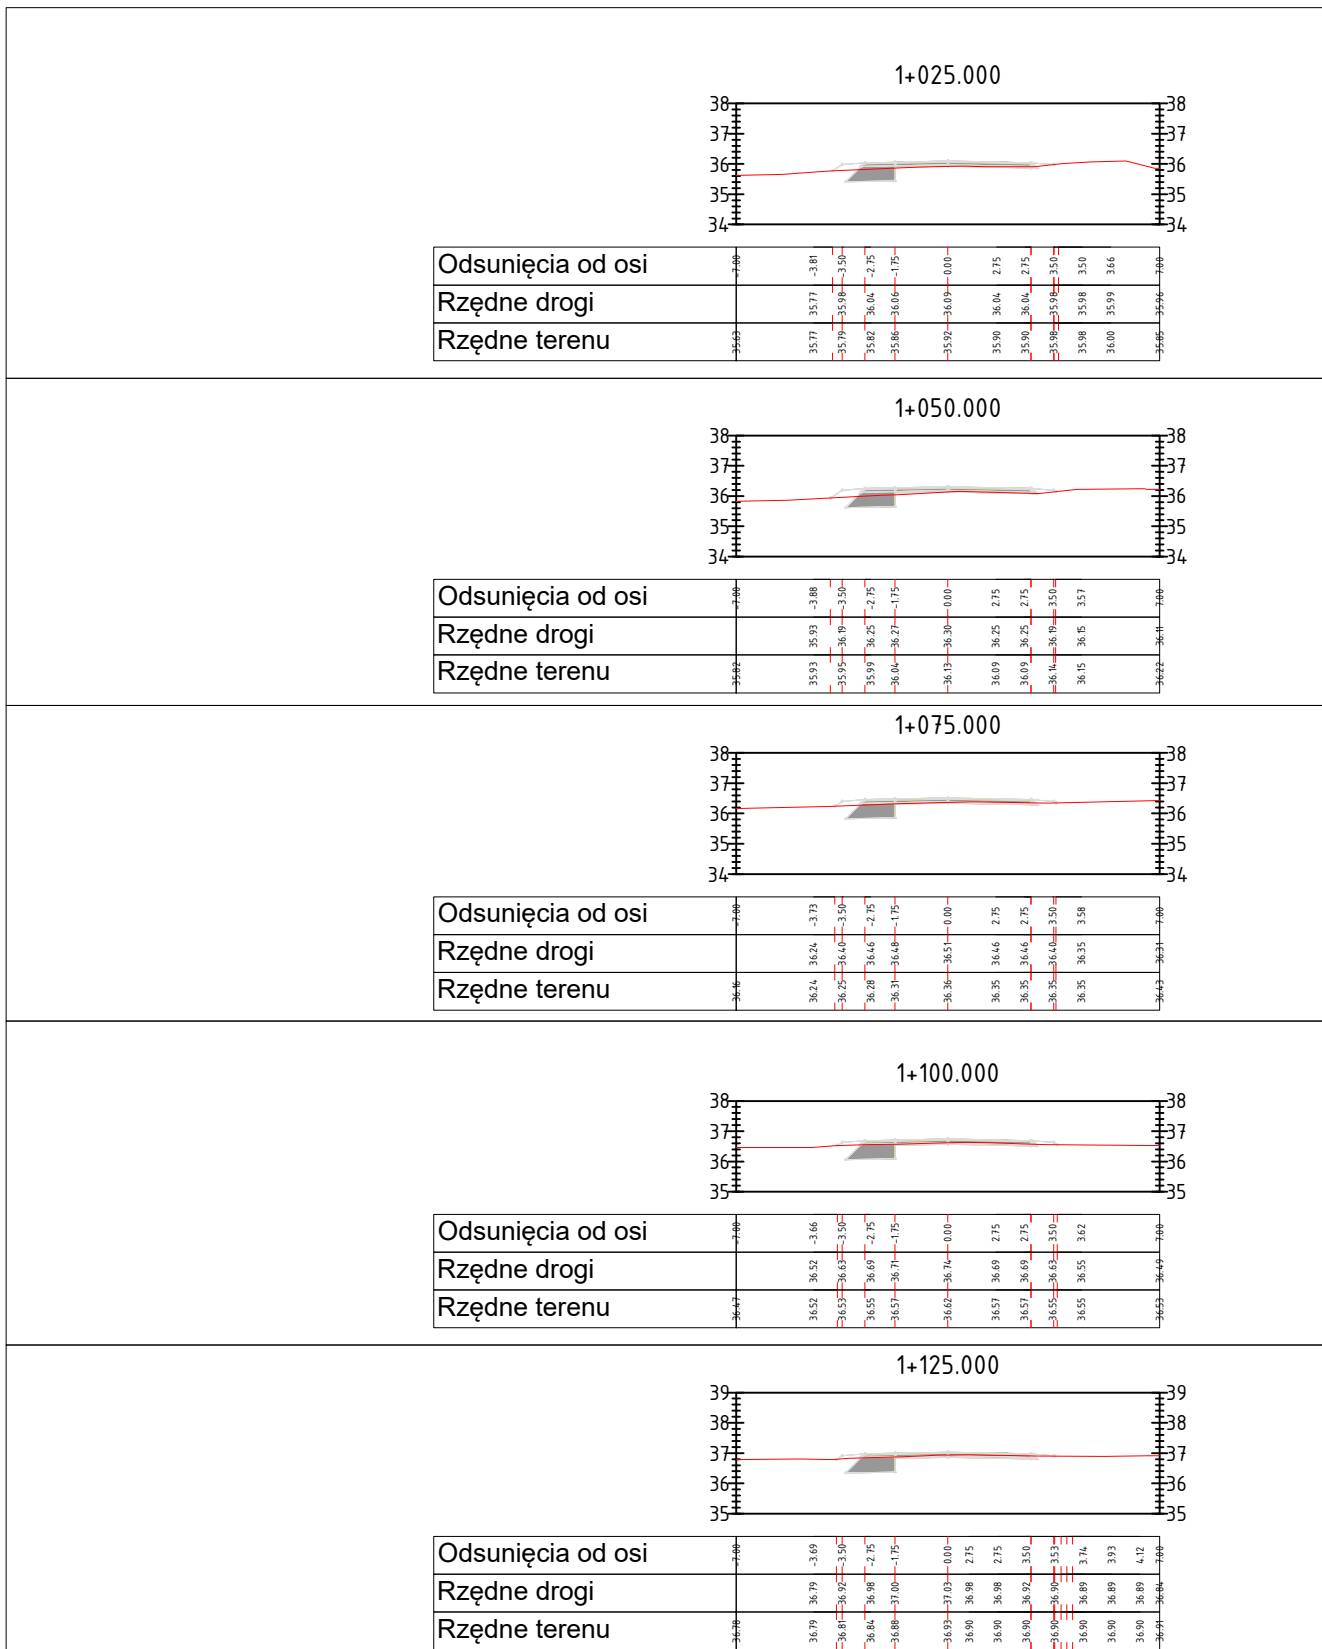 1+025.000
38 38
37 37
36 36
35 35
34 34
Odsunięcia od osi -7.00 -3.81 -3.50 -2.75 -1.75 0.00 2.75 2.75 3.50 3.50 3.66 7.00
Rzędne drogi 35.77 35.98 36.04 36.06 36.09 36.04 36.04 35.98 35.98 35.99 35.96
Rzędne terenu 35.63 35.77 35.79 35.82 35.86 35.92 35.90 35.90 35.98 35.98 36.00 35.85
1+050.000
38 38
37 37
36 36
35 35
34 34
Odsunięcia od osi -7.00 -3.88 -3.50 -2.75 -1.75 0.00 2.75 2.75 3.50 3.57 7.00
Rzędne drogi 35.93 36.19 36.25 36.27 36.30 36.25 36.25 36.19 36.15 36.11
Rzędne terenu 35.82 35.93 35.95 35.99 36.04 36.13 36.09 36.09 36.14 36.15 36.22
1+075.000
38 38
37 37
36 36
35 35
34 34
Odsunięcia od osi -7.00 -3.73 -3.50 -2.75 -1.75 0.00 2.75 2.75 3.50 3.58 7.00
Rzędne drogi 36.24 36.40 36.46 36.48 36.51 36.46 36.46 36.40 36.35 36.31
Rzędne terenu 36.16 36.24 36.25 36.28 36.31 36.36 36.35 36.35 36.35 36.35 36.43
1+100.000
38 38
37 37
36 36
35 35
Odsunięcia od osi -7.00 -3.66 -3.50 -2.75 -1.75 0.00 2.75 2.75 3.50 3.62 7.00
Rzędne drogi 36.52 36.63 36.69 36.71 36.74 36.69 36.69 36.63 36.55 36.49
Rzędne terenu 36.47 36.52 36.53 36.55 36.57 36.62 36.57 36.57 36.55 36.55 36.53
1+125.000
39 39
38 38
37 37
36 36
35 35
Odsunięcia od osi -7.00 -3.69 -3.50 -2.75 -1.75 0.00 2.75 2.75 3.50 3.53 3.74 3.93 4.12 7.00
Rzędne drogi 36.79 36.92 36.98 37.00 37.03 36.98 36.98 36.92 36.90 36.89 36.89 36.89 36.84
Rzędne terenu 36.78 36.79 36.81 36.84 36.88 36.93 36.90 36.90 36.90 36.90 36.90 36.90 36.90 36.91